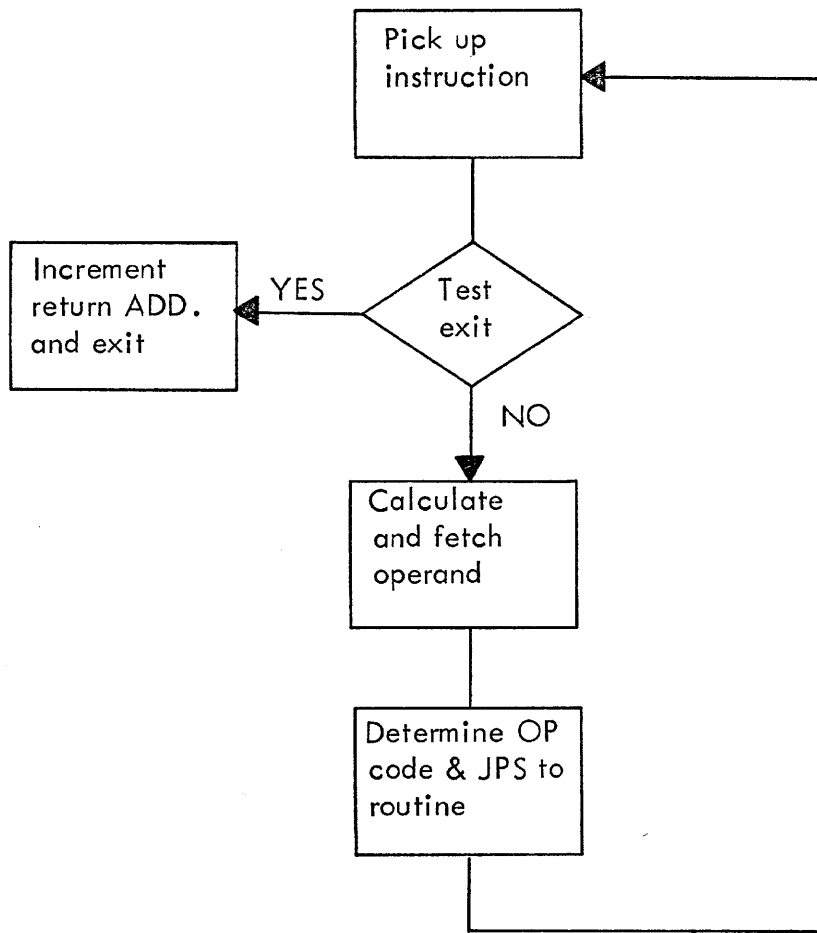 Pick up
instruction
Increment
return ADD.
and exit
YES
Test
exit
NO
Calculate
and fetch
operand
Determine OP
code & JPS to
routine